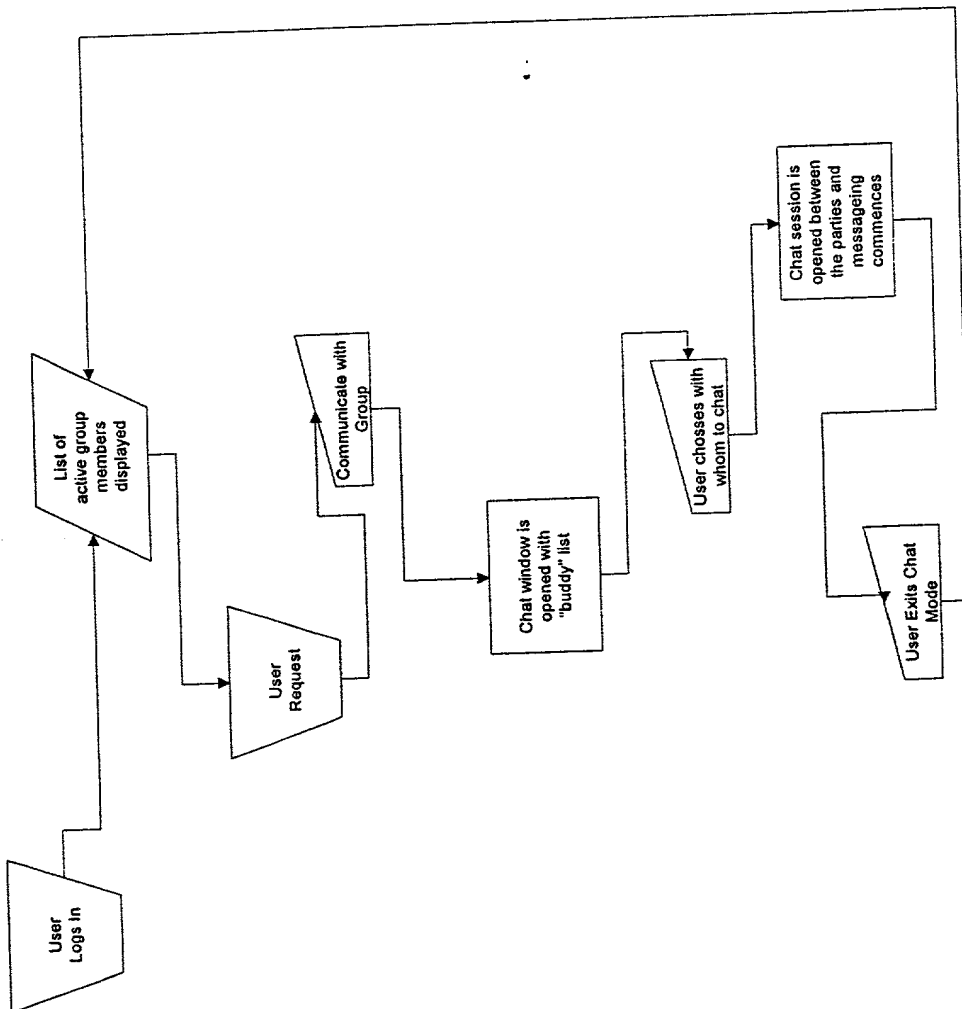 User
Logs In
List of
active group
members
displayed
User
Request
Communicate with
Group
Chat window is
opened with
"buddy" list
User chosses with
whom to chat
Chat session is
opened between
the parties and
messageing
commences
User Exits Chat
Mode